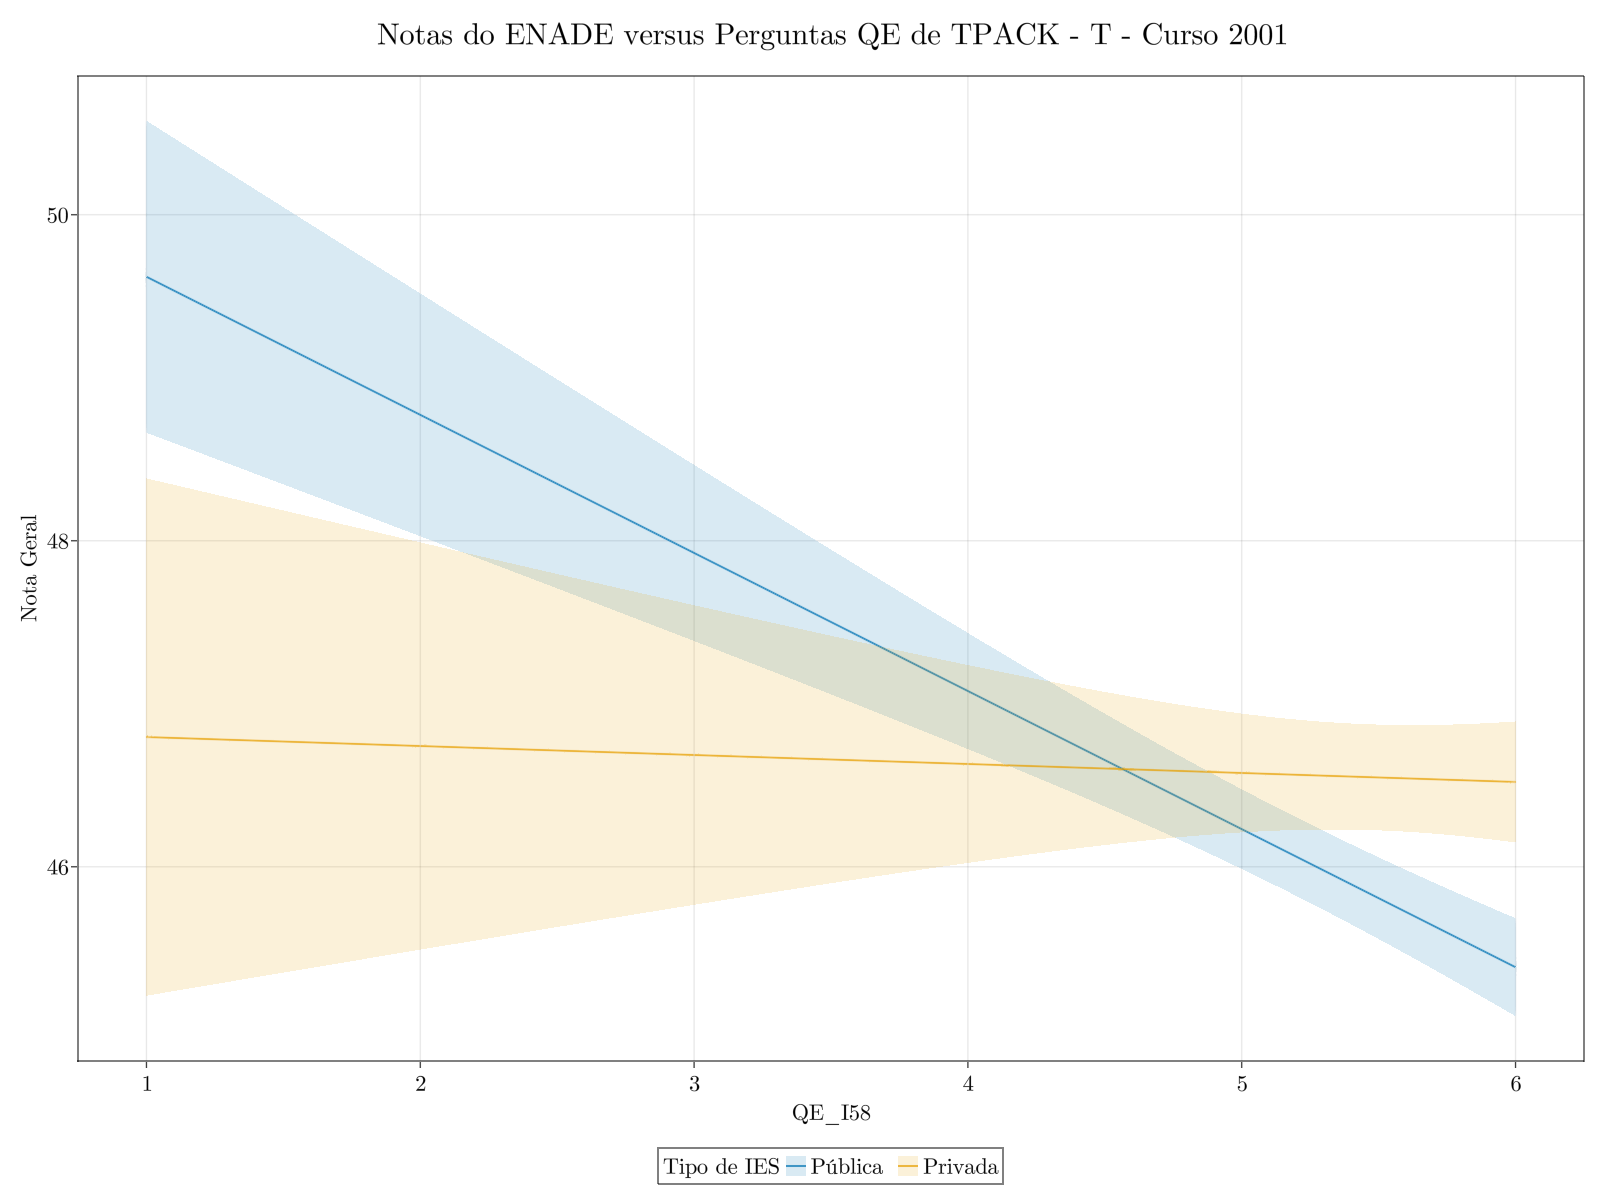 Notas do ENADE versus Perguntas QE de TPACK - T - Curso 2001
Nota Geral
50
48
46
1 2 3 4 5 6
QE_I58
Tipo de IES Pública Privada